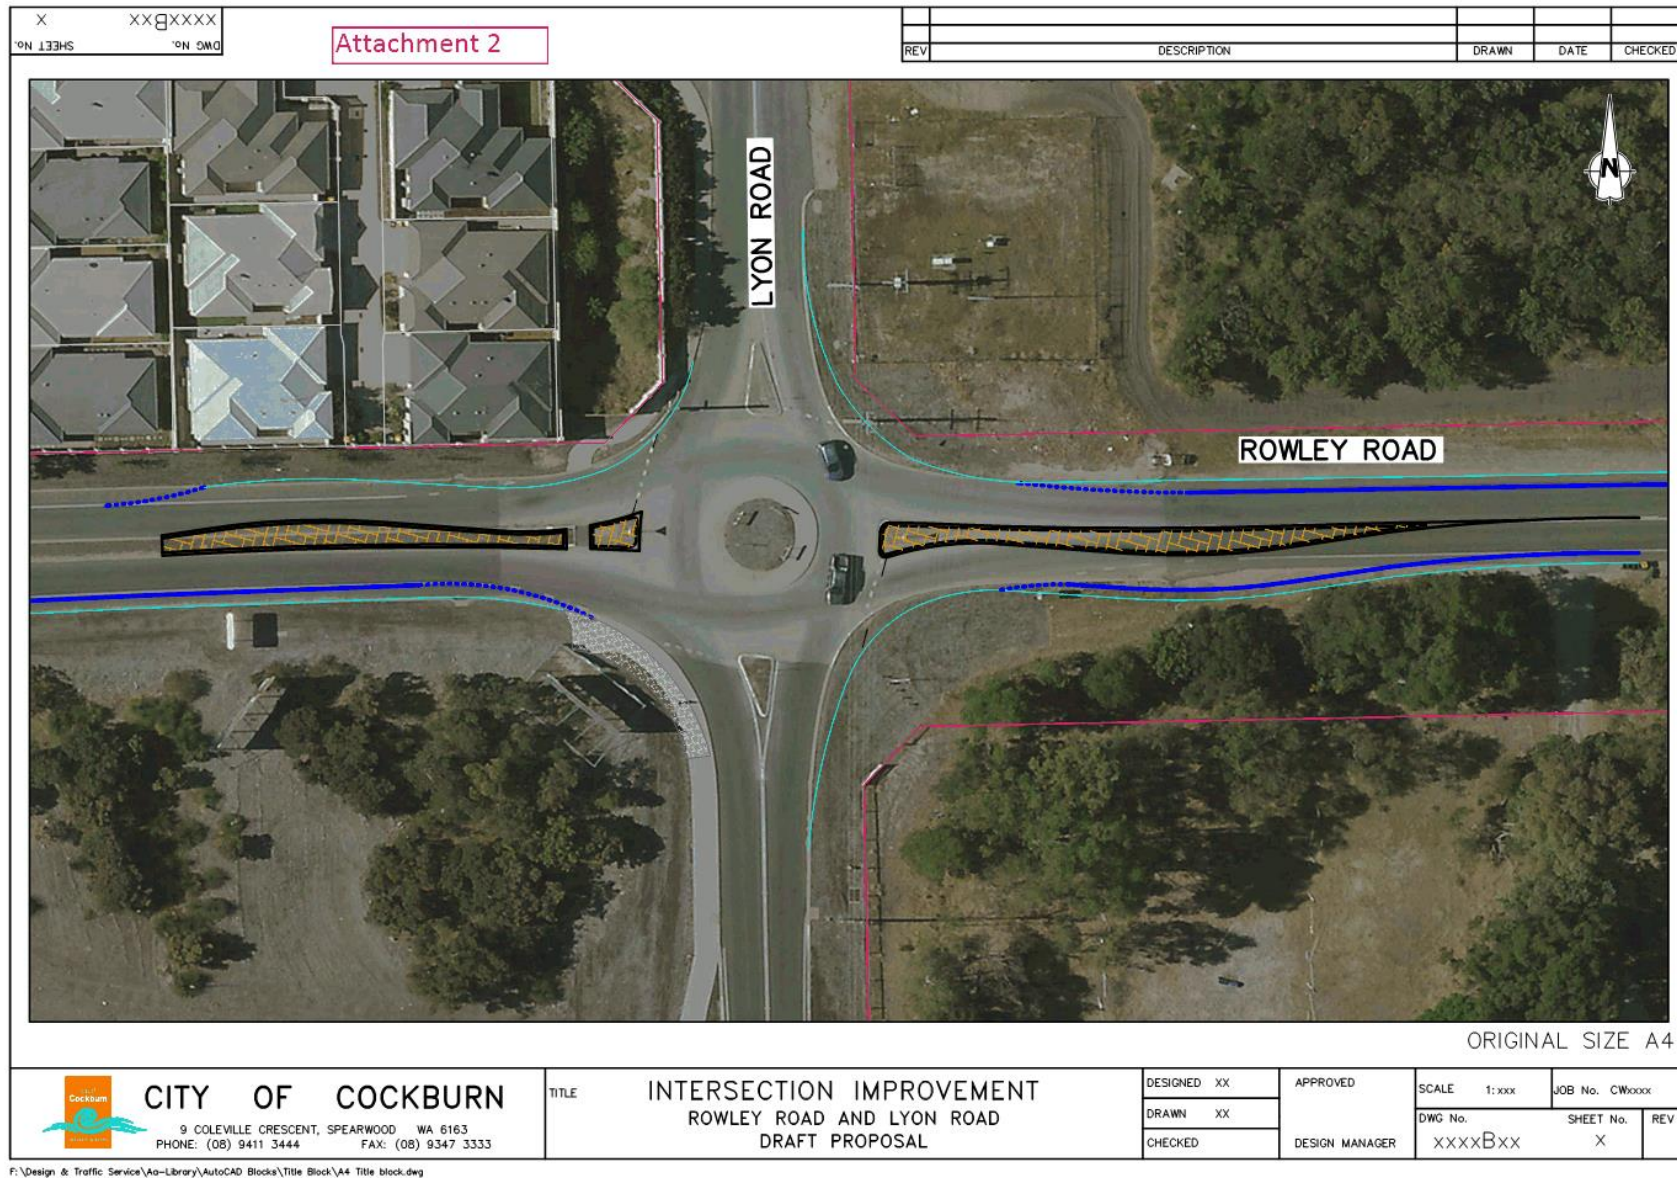 SHEET No. DWG No.
X XXXXBXX
Attachment 2
REV DESCRIPTION DRAWN DATE CHECKED
LYON ROAD
N
ROWLEY ROAD
ORIGINAL SIZE A4
Cockburn
CITY OF COCKBURN
9 COLEVILLE CRESCENT, SPEARWOOD WA 6163
PHONE: (08) 9411 3444 FAX: (08) 9347 3333
TITLE
INTERSECTION IMPROVEMENT
ROWLEY ROAD AND LYON ROAD
DRAFT PROPOSAL
DESIGNED XX
DRAWN XX
CHECKED
APPROVED
DESIGN MANAGER
SCALE 1:xxx
JOB No. CWxxxx
DWG No. SHEET No. REV
XXXXBXX X
F:\Design & Traffic Service\Aa-Library\AutoCAD Blocks\Title Block\A4 Title block.dwg